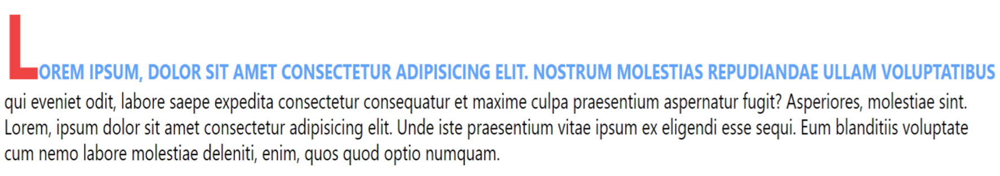 LOREM IPSUM, DOLOR SIT AMET CONSECTETUR ADIPISICING ELIT. NOSTRUM MOLESTIAS REPUDIANDAE ULLAM VOLUPTATIBUS
qui eveniet odit, labore saepe expedita consectetur consequatur et maxime culpa praesentium aspernatur fugit? Asperiores, molestiae sint.
Lorem, ipsum dolor sit amet consectetur adipisicing elit. Unde iste praesentium vitae ipsum ex eligendi esse sequi. Eum blanditiis voluptate
cum nemo labore molestiae deleniti, enim, quos quod optio numquam.